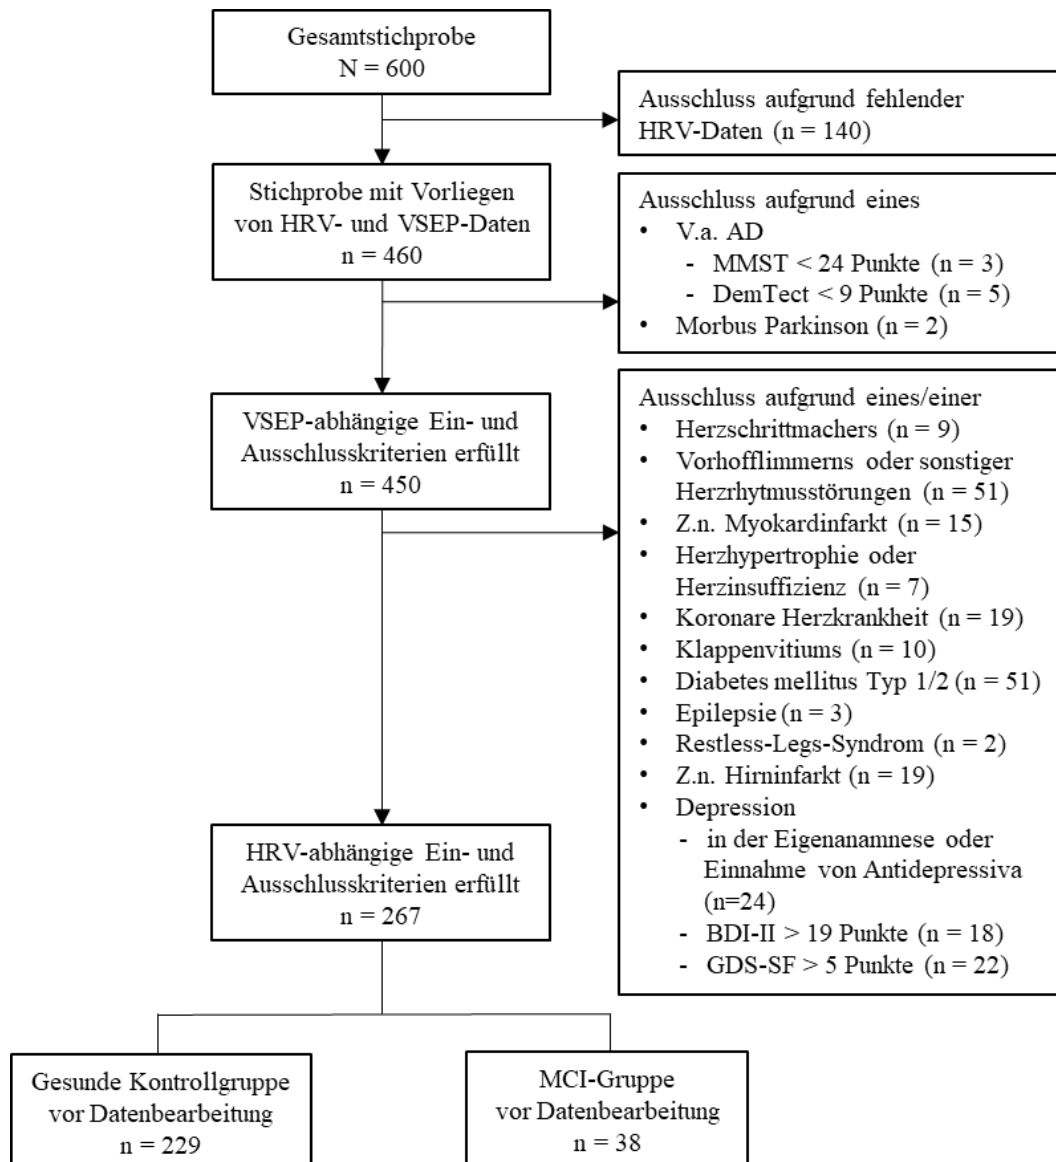 Gesamtstichprobe
N = 600
Ausschluss aufgrund fehlender
HRV-Daten (n = 140)
Stichprobe mit Vorliegen
von HRV- und VSEP-Daten
n = 460
Ausschluss aufgrund eines
• V.a. AD
- MMST < 24 Punkte (n = 3)
- DemTect < 9 Punkte (n = 5)
• Morbus Parkinson (n = 2)
VSEP-abhängige Ein- und
Ausschlusskriterien erfüllt
n = 450
Ausschluss aufgrund eines/einer
• Herzschrittmachers (n = 9)
• Vorhofflimmerns oder sonstiger
Herzrhytmusstörungen (n = 51)
• Z.n. Myokardinfarkt (n = 15)
• Herzhypertrophie oder
Herzinsuffizienz (n = 7)
• Koronare Herzkrankheit (n = 19)
• Klappenvitiums (n = 10)
• Diabetes mellitus Typ 1/2 (n = 51)
• Epilepsie (n = 3)
• Restless-Legs-Syndrom (n = 2)
• Z.n. Hirninfarkt (n = 19)
• Depression
- in der Eigenanamnese oder
Einnahme von Antidepressiva
(n=24)
- BDI-II > 19 Punkte (n = 18)
- GDS-SF > 5 Punkte (n = 22)
HRV-abhängige Ein- und
Ausschlusskriterien erfüllt
n = 267
Gesunde Kontrollgruppe
vor Datenbearbeitung
n = 229
MCI-Gruppe
vor Datenbearbeitung
n = 38